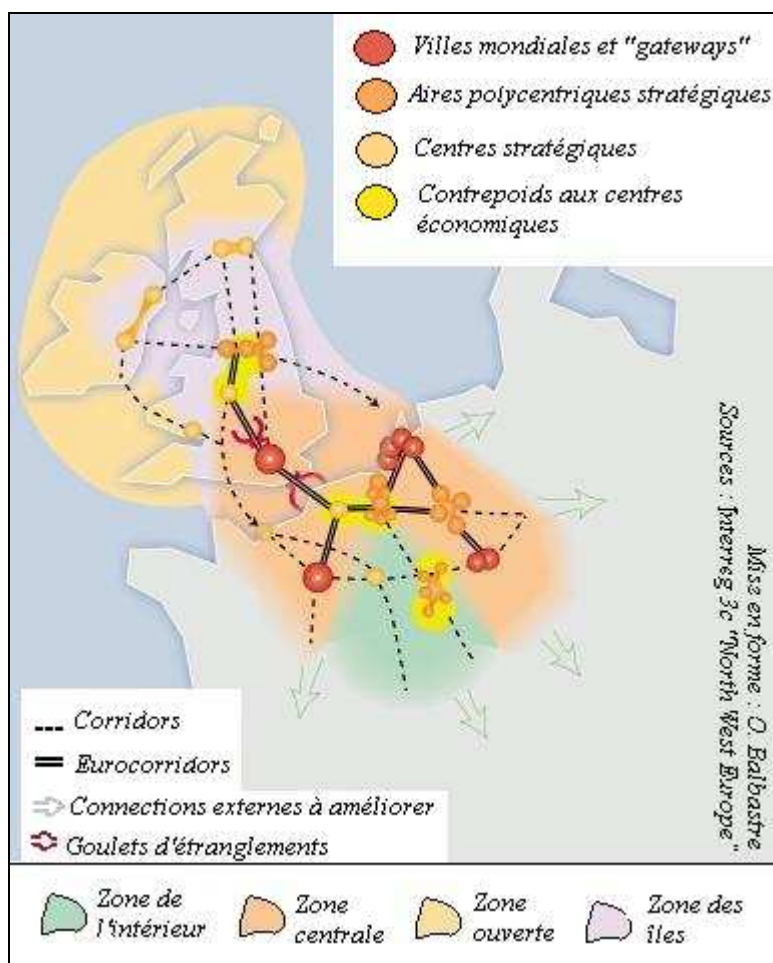 Villes mondiales et "gateways"
Aires polycentriques stratégiques
Centres stratégiques
Contrepoids aux centres
économiques
Mise en forme : O. Balbastre
Sources : Interreg 3c "North West Europe"
Corridors
Eurocorridors
Connections externes à améliorer
Goulets d'étranglements
Zone de
l'intérieur
Zone
centrale
Zone
ouverte
Zone des
îles